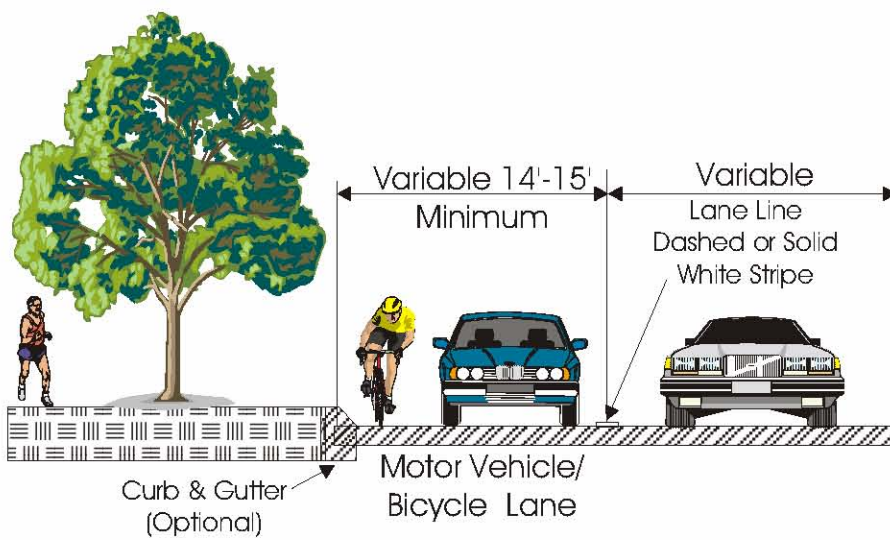 Variable 14'-15'
Minimum
Variable
Lane Line
Dashed or Solid
White Stripe
Curb & Gutter
(Optional)
Motor Vehicle/
Bicycle Lane